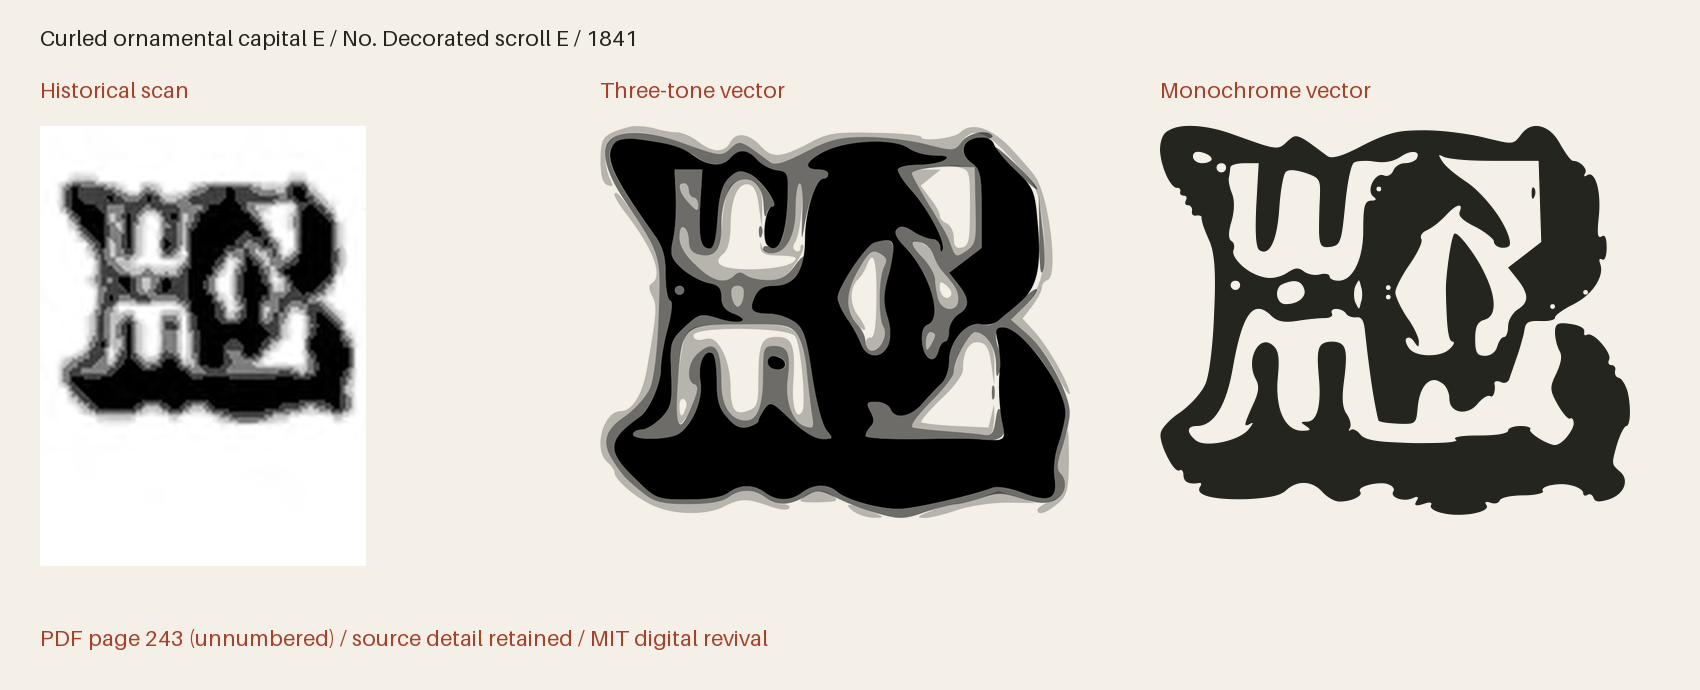 Curled ornamental capital E / No. Decorated scroll E / 1841
Historical scan
Three-tone vector
Monochrome vector
E
E
E
PDF page 243 (unnumbered) / source detail retained / MIT digital revival